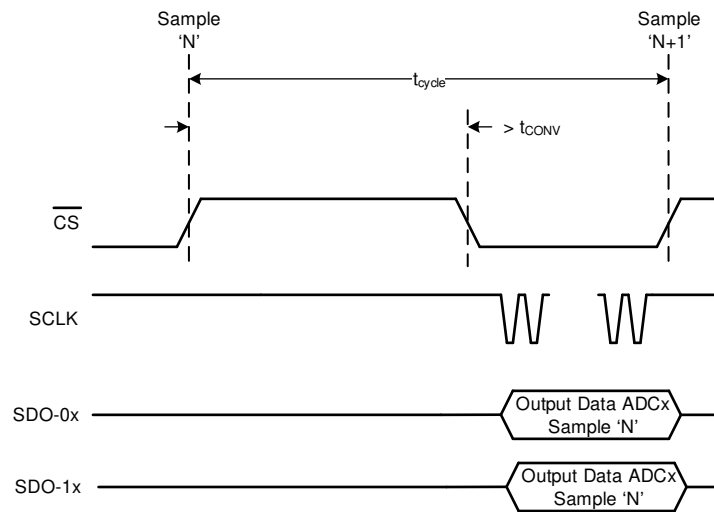 Sample
‘N’
Sample
‘N+1’
tcycle
> tCONV
CS
SCLK
SDO-0x
Output Data ADCx
Sample ‘N’
SDO-1x
Output Data ADCx
Sample ‘N’